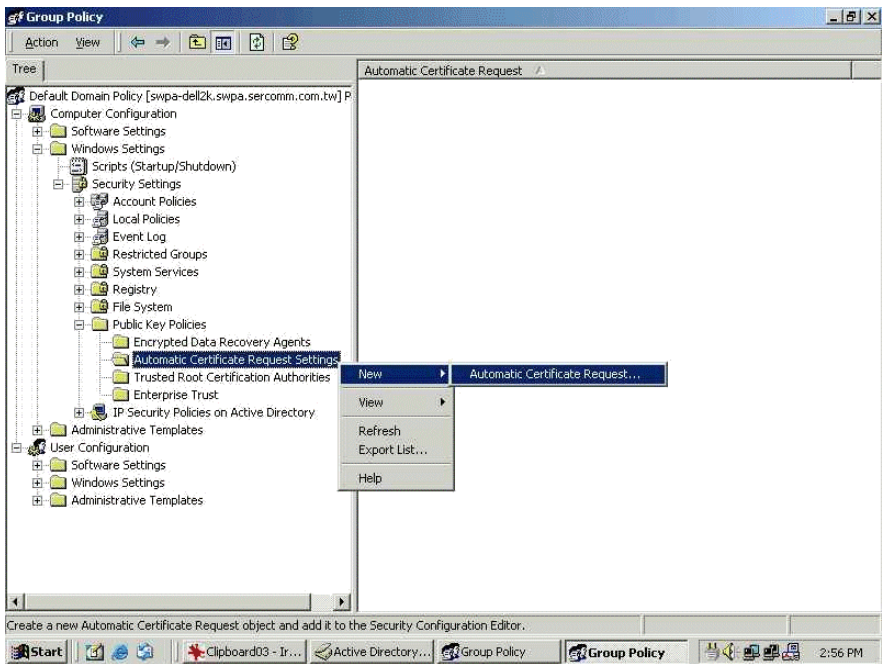 Group Policy
Action View
Tree
Automatic Certificate Request
Default Domain Policy [swpa-dell2k.swpa.sercomm.com.tw] P
Computer Configuration
Software Settings
Windows Settings
Scripts (Startup/Shutdown)
Security Settings
Account Policies
Local Policies
Event Log
Restricted Groups
System Services
Registry
File System
Public Key Policies
Encrypted Data Recovery Agents
Automatic Certificate Request Settings
Trusted Root Certification Authorities
Enterprise Trust
IP Security Policies on Active Directory
Administrative Templates
User Configuration
Software Settings
Windows Settings
Administrative Templates
New
Automatic Certificate Request...
View
Refresh
Export List...
Help
Create a new Automatic Certificate Request object and add it to the Security Configuration Editor.
Start
Clipboard03 - Ir...
Active Directory...
Group Policy
Group Policy
2:56 PM